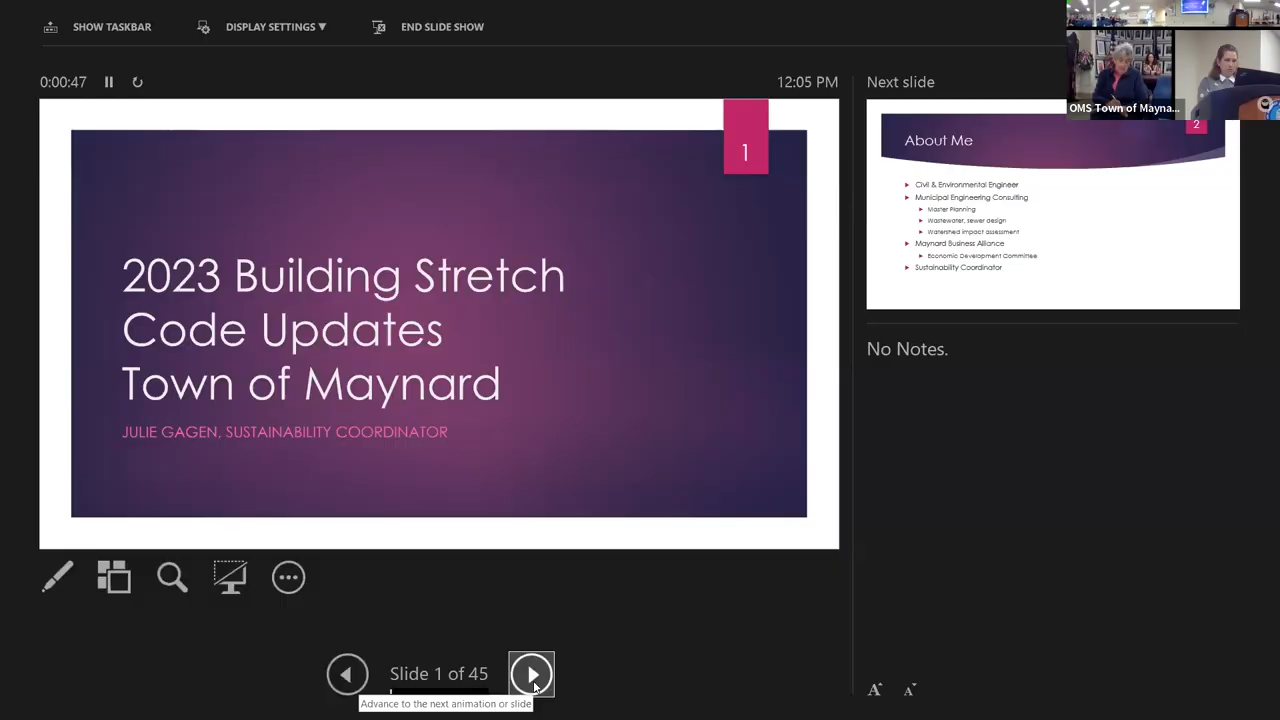 SHOW TASKBAR
DISPLAY SETTINGS ▼
END SLIDE SHOW
0:00:47
12:05 PM
1
2023 Building Stretch
Code Updates
Town of Maynard
JULIE GAGEN, SUSTAINABILITY COORDINATOR
Slide 1 of 45
Advance to the next animation or slide
Next slide
OMS Town of Mayna...
2
About Me
Civil & Environmental Engineer
Municipal Engineering Consulting
Master Planning
Wastewater, sewer design
Watershed impact assessment
Maynard Business Alliance
Economic Development Committee
Sustainability Coordinator
No Notes.
A A